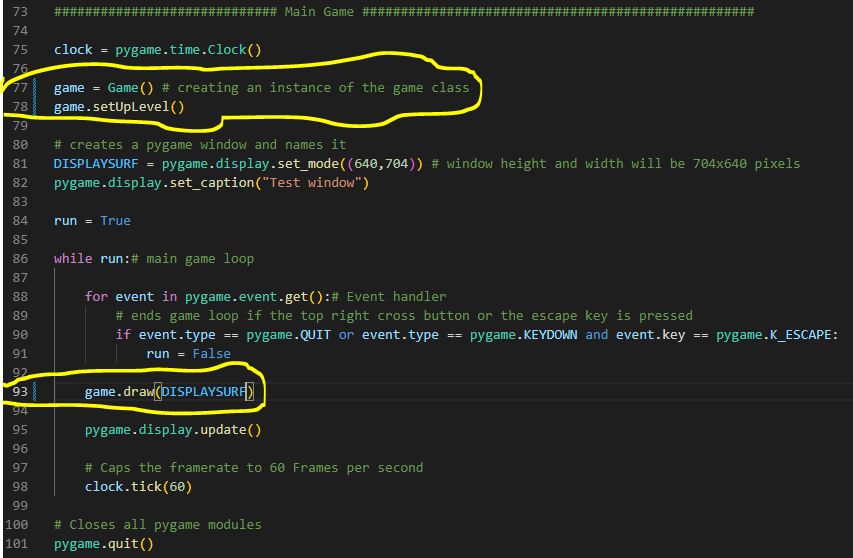 73 ############################# Main Game ###################################################
74
75 clock = pygame.time.Clock()
76
77 game = Game() # creating an instance of the game class
78 game.setUpLevel()
79
80 # creates a pygame window and names it
81 DISPLAYSURF = pygame.display.set_mode((640,704)) # window height and width will be 704x640 pixels
82 pygame.display.set_caption("Test window")
83
84 run = True
85
86 while run:# main game loop
87
88 for event in pygame.event.get():# Event handler
89 # ends game loop if the top right cross button or the escape key is pressed
90 if event.type == pygame.QUIT or event.type == pygame.KEYDOWN and event.key == pygame.K_ESCAPE:
91 run = False
92
93 game.draw(DISPLAYSURF)
94
95 pygame.display.update()
96
97 # Caps the framerate to 60 Frames per second
98 clock.tick(60)
99
100 # Closes all pygame modules
101 pygame.quit()